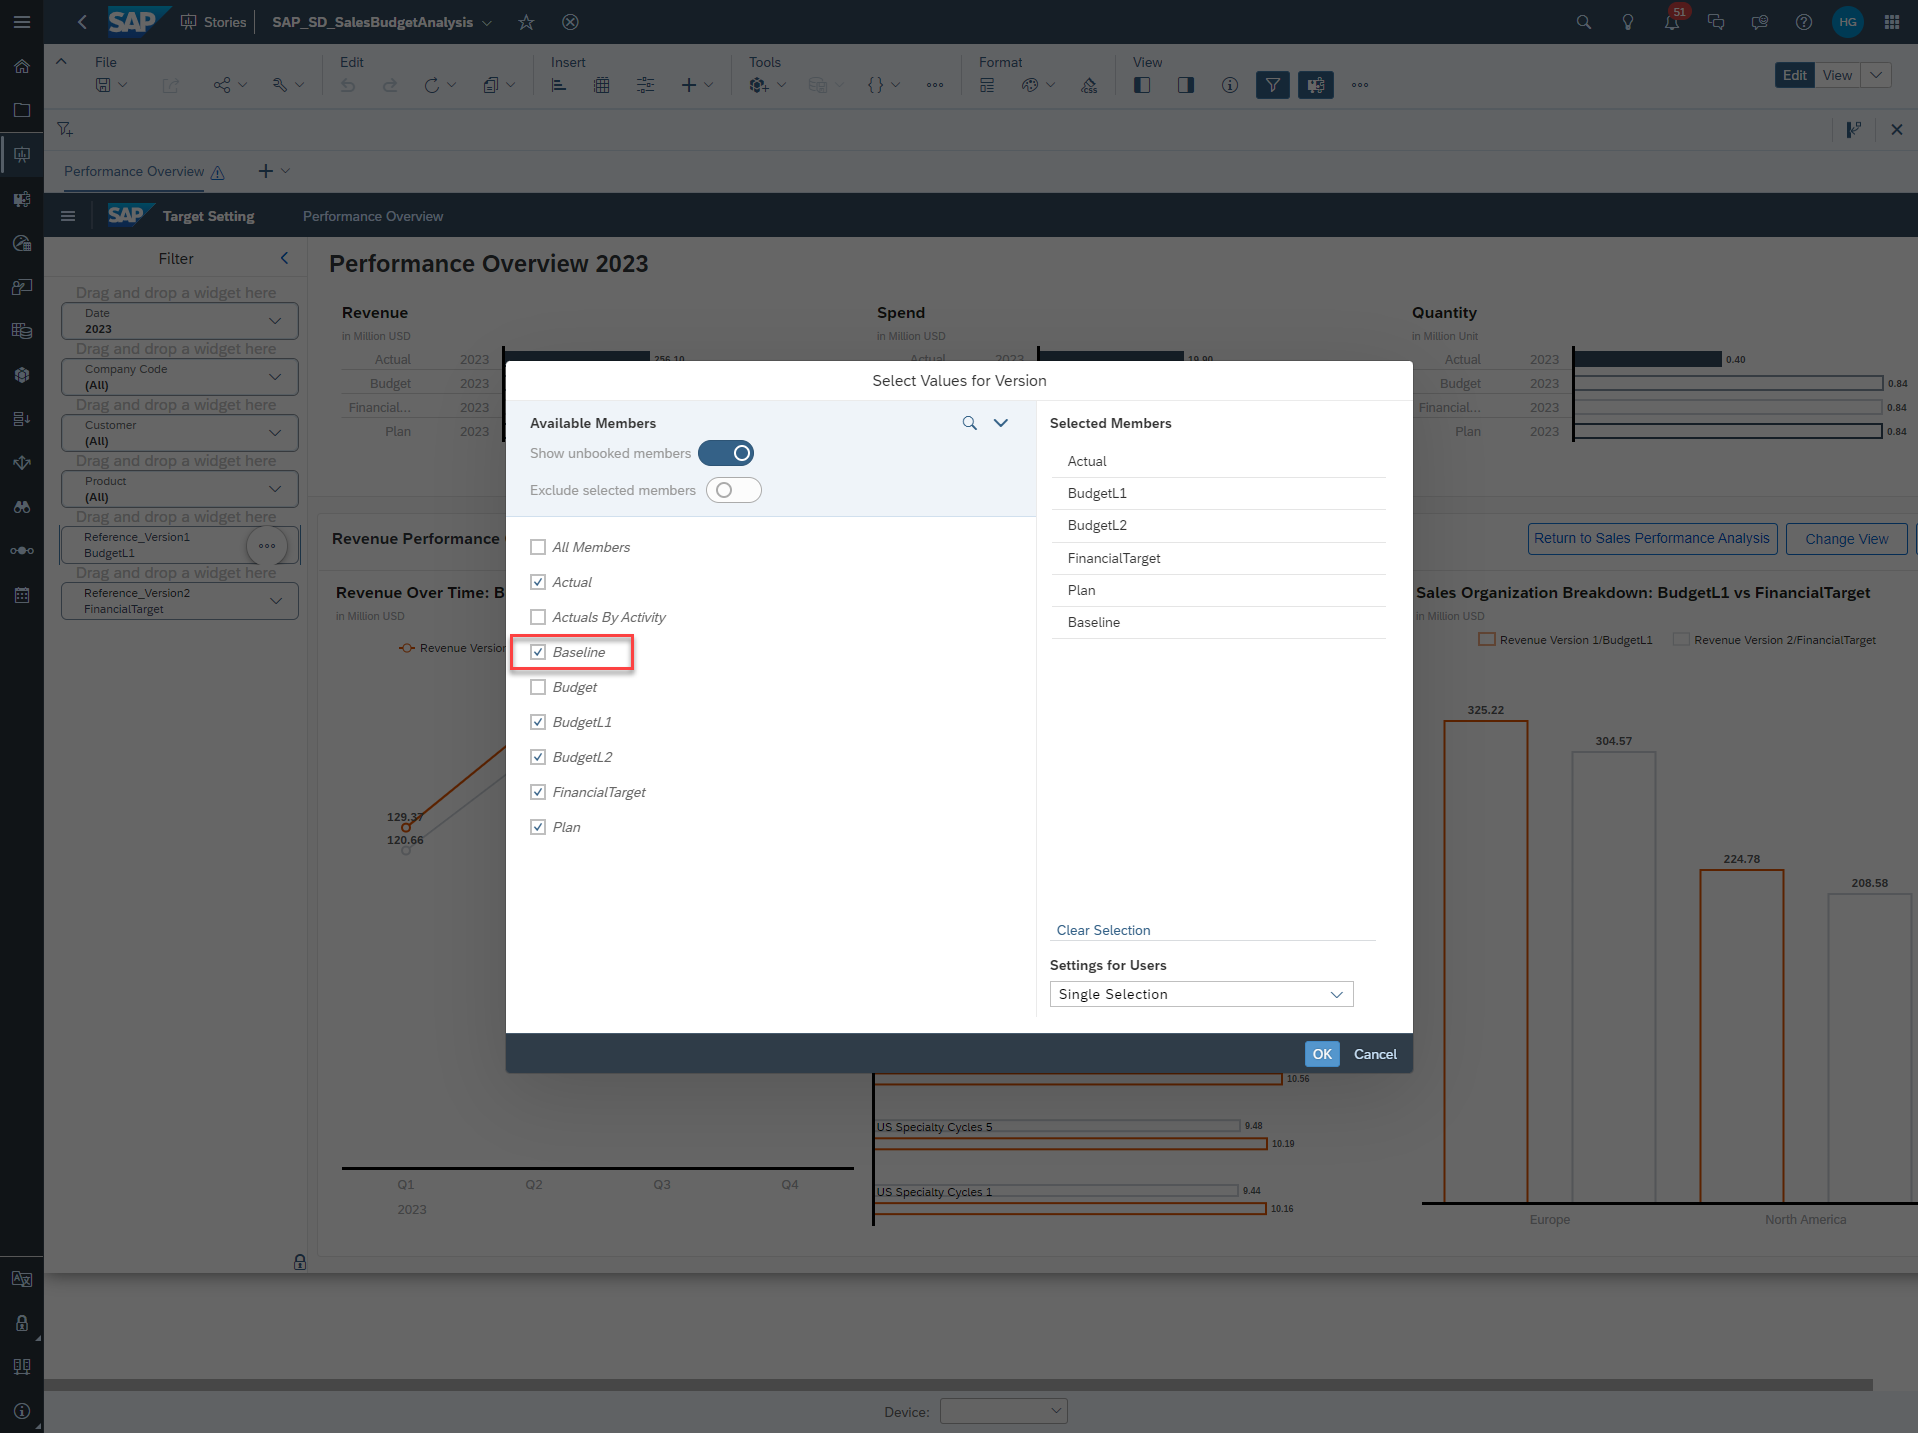 SAP Stories SAP_SD_SalesBudgetAnalysis 51 HG
File Edit Insert Tools Format View
Edit View
Performance Overview
SAP Target Setting Performance Overview
Filter
Drag and drop a widget here
Date
2023
Drag and drop a widget here
Company Code
(All)
Drag and drop a widget here
Customer
(All)
Drag and drop a widget here
Product
(All)
Drag and drop a widget here
Reference_Version1
BudgetL1
Drag and drop a widget here
Reference_Version2
FinancialTarget
Performance Overview 2023
Revenue
in Million USD
Actual 2023 256.10
Budget 2023
Financial... 2023
Plan 2023
Spend
in Million USD
Actual 2023 19.90
Quantity
in Million Unit
Actual 2023 0.40
Budget 2023 0.84
Financial... 2023 0.84
Plan 2023 0.84
Revenue Performance
Return to Sales Performance Analysis
Change View
Revenue Over Time: B
in Million USD
Revenue Version
129.37
120.66
Q1 Q2 Q3 Q4
2023
Select Values for Version
Available Members
Show unbooked members
Exclude selected members
All Members
Actual
Actuals By Activity
Baseline
Budget
BudgetL1
BudgetL2
FinancialTarget
Plan
Selected Members
Actual
BudgetL1
BudgetL2
FinancialTarget
Plan
Baseline
Clear Selection
Settings for Users
Single Selection
OK Cancel
10.56
US Specialty Cycles 5 9.48
10.19
US Specialty Cycles 1 9.44
10.16
Sales Organization Breakdown: BudgetL1 vs FinancialTarget
in Million USD
Revenue Version 1/BudgetL1 Revenue Version 2/FinancialTarget
325.22
304.57
224.78
208.58
Europe North America
Device: